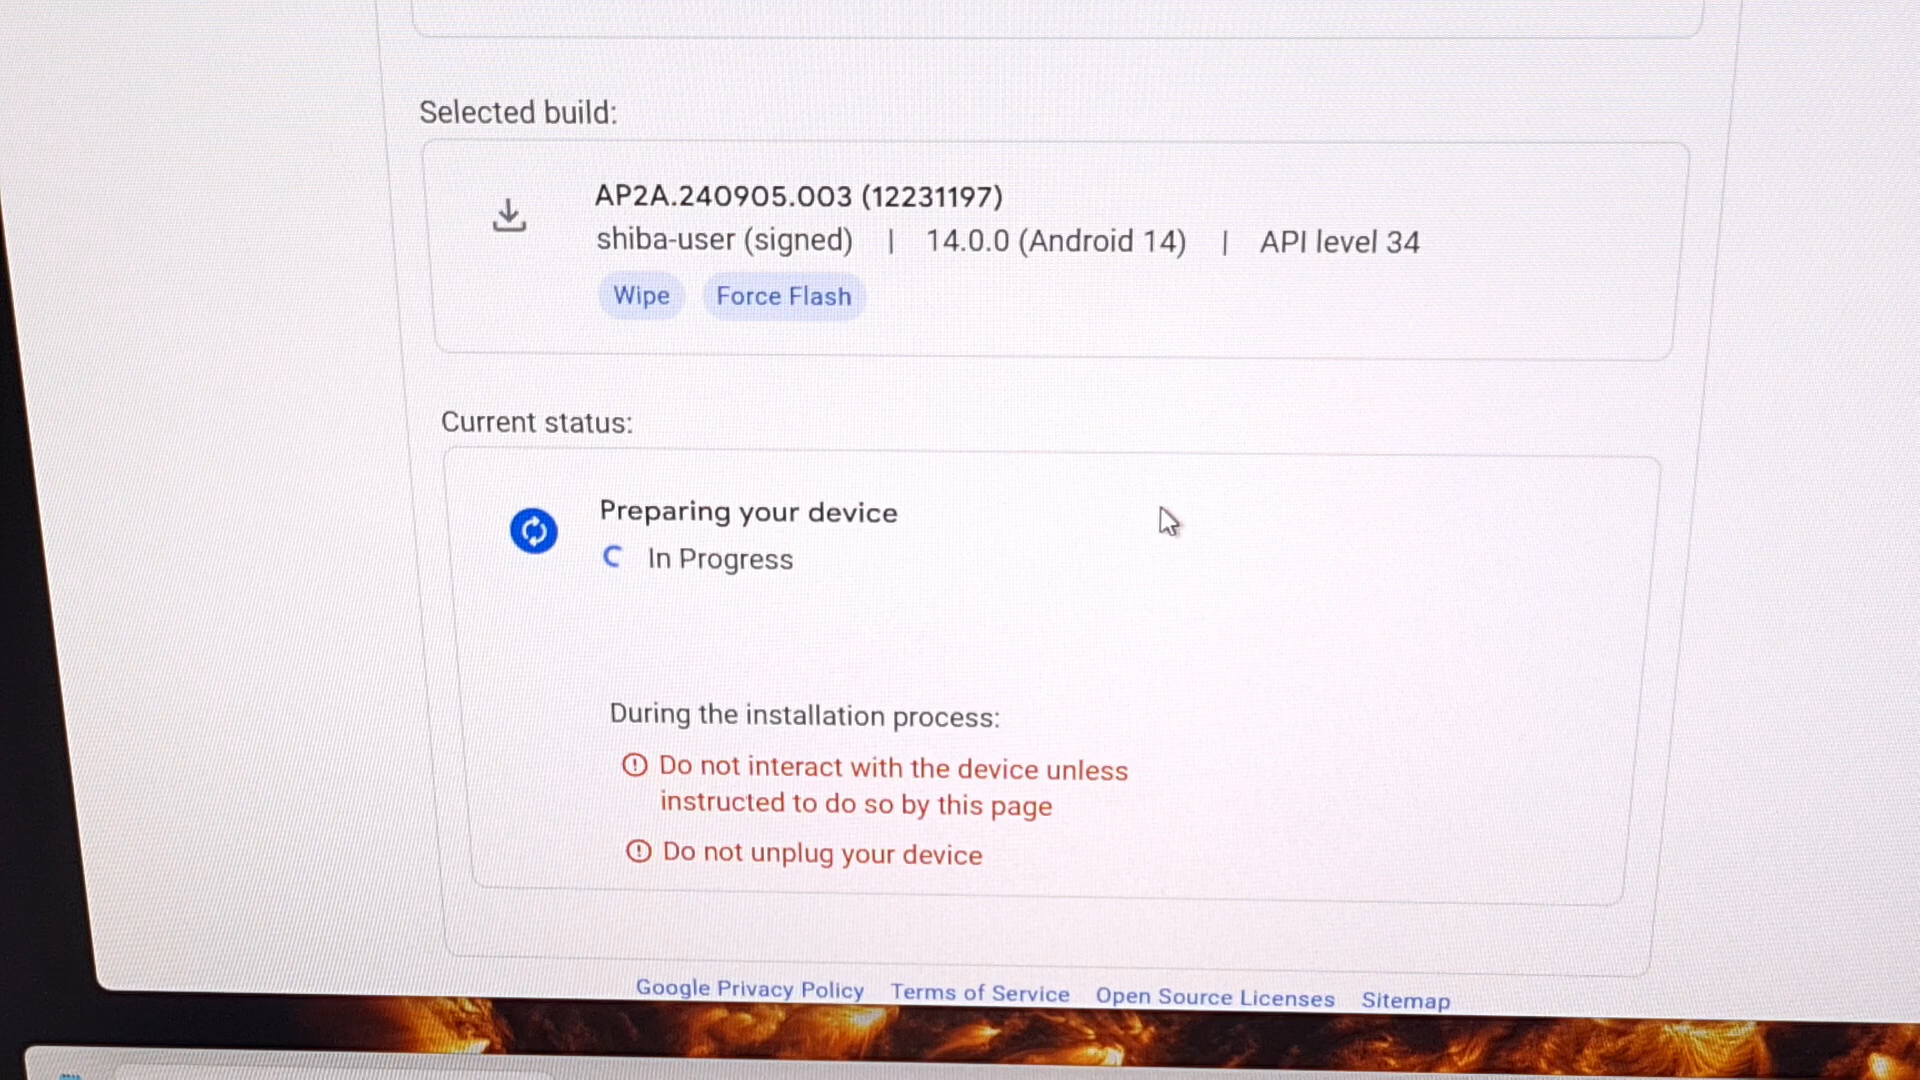 Selected build:
AP2A.240905.003 (12231197)
shiba-user (signed) | 14.0.0 (Android 14) | API level 34
Wipe Force Flash
Current status:
Preparing your device
In Progress
During the installation process:
Do not interact with the device unless
instructed to do so by this page
Do not unplug your device
Google Privacy Policy Terms of Service Open Source Licenses Sitemap